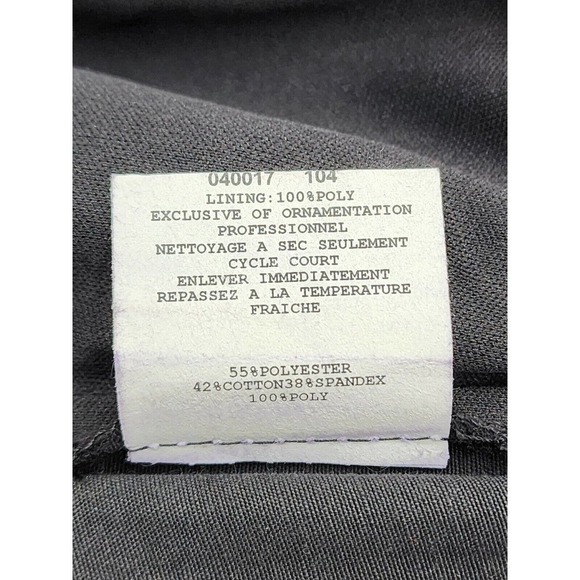 040017 104
LINING:100%POLY
EXCLUSIVE OF ORNAMENTATION
PROFESSIONNEL
NETTOYAGE A SEC SEULEMENT
CYCLE COURT
ENLEVER IMMEDIATEMENT
REPASSEZ A LA TEMPERATURE
FRAICHE
55%POLYESTER
42%COTTON38%SPANDEX
100%POLY